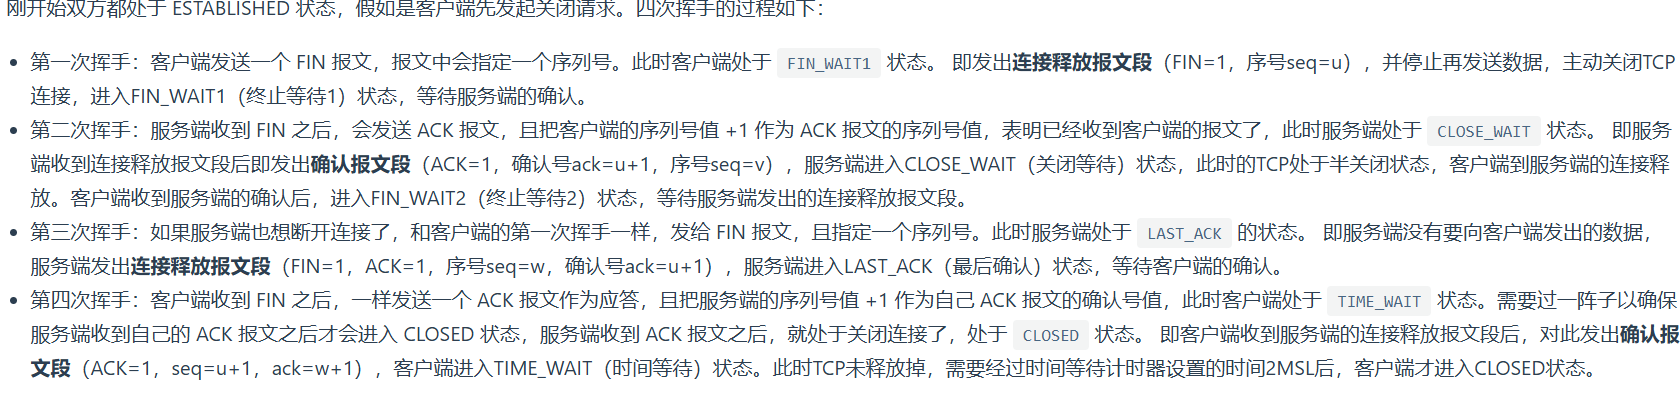 刚开始双方都处于 ESTABLISHED 状态，假如是客户端先发起关闭请求。四次挥手的过程如下：
• 第一次挥手：客户端发送一个 FIN 报文，报文中会指定一个序列号。此时客户端处于 FIN_WAIT1 状态。 即发出连接释放报文段（FIN=1，序号seq=u），并停止再发送数据，主动关闭TCP
连接，进入FIN_WAIT1（终止等待1）状态，等待服务端的确认。
• 第二次挥手：服务端收到 FIN 之后，会发送 ACK 报文，且把客户端的序列号值 +1 作为 ACK 报文的序列号值，表明已经收到客户端的报文了，此时服务端处于 CLOSE_WAIT 状态。 即服务
端收到连接释放报文段后即发出确认报文段（ACK=1，确认号ack=u+1，序号seq=v），服务端进入CLOSE_WAIT（关闭等待）状态，此时的TCP处于半关闭状态，客户端到服务端的连接释
放。客户端收到服务端的确认后，进入FIN_WAIT2（终止等待2）状态，等待服务端发出的连接释放报文段。
• 第三次挥手：如果服务端也想断开连接了，和客户端的第一次挥手一样，发给 FIN 报文，且指定一个序列号。此时服务端处于 LAST_ACK 的状态。 即服务端没有要向客户端发出的数据，
服务端发出连接释放报文段（FIN=1，ACK=1，序号seq=w，确认号ack=u+1），服务端进入LAST_ACK（最后确认）状态，等待客户端的确认。
• 第四次挥手：客户端收到 FIN 之后，一样发送一个 ACK 报文作为应答，且把服务端的序列号值 +1 作为自己 ACK 报文的确认号值，此时客户端处于 TIME_WAIT 状态。需要过一阵子以确保
服务端收到自己的 ACK 报文之后才会进入 CLOSED 状态，服务端收到 ACK 报文之后，就处于关闭连接了，处于 CLOSED 状态。 即客户端收到服务端的连接释放报文段后，对此发出确认报
文段（ACK=1，seq=u+1，ack=w+1），客户端进入TIME_WAIT（时间等待）状态。此时TCP未释放掉，需要经过时间等待计时器设置的时间2MSL后，客户端才进入CLOSED状态。